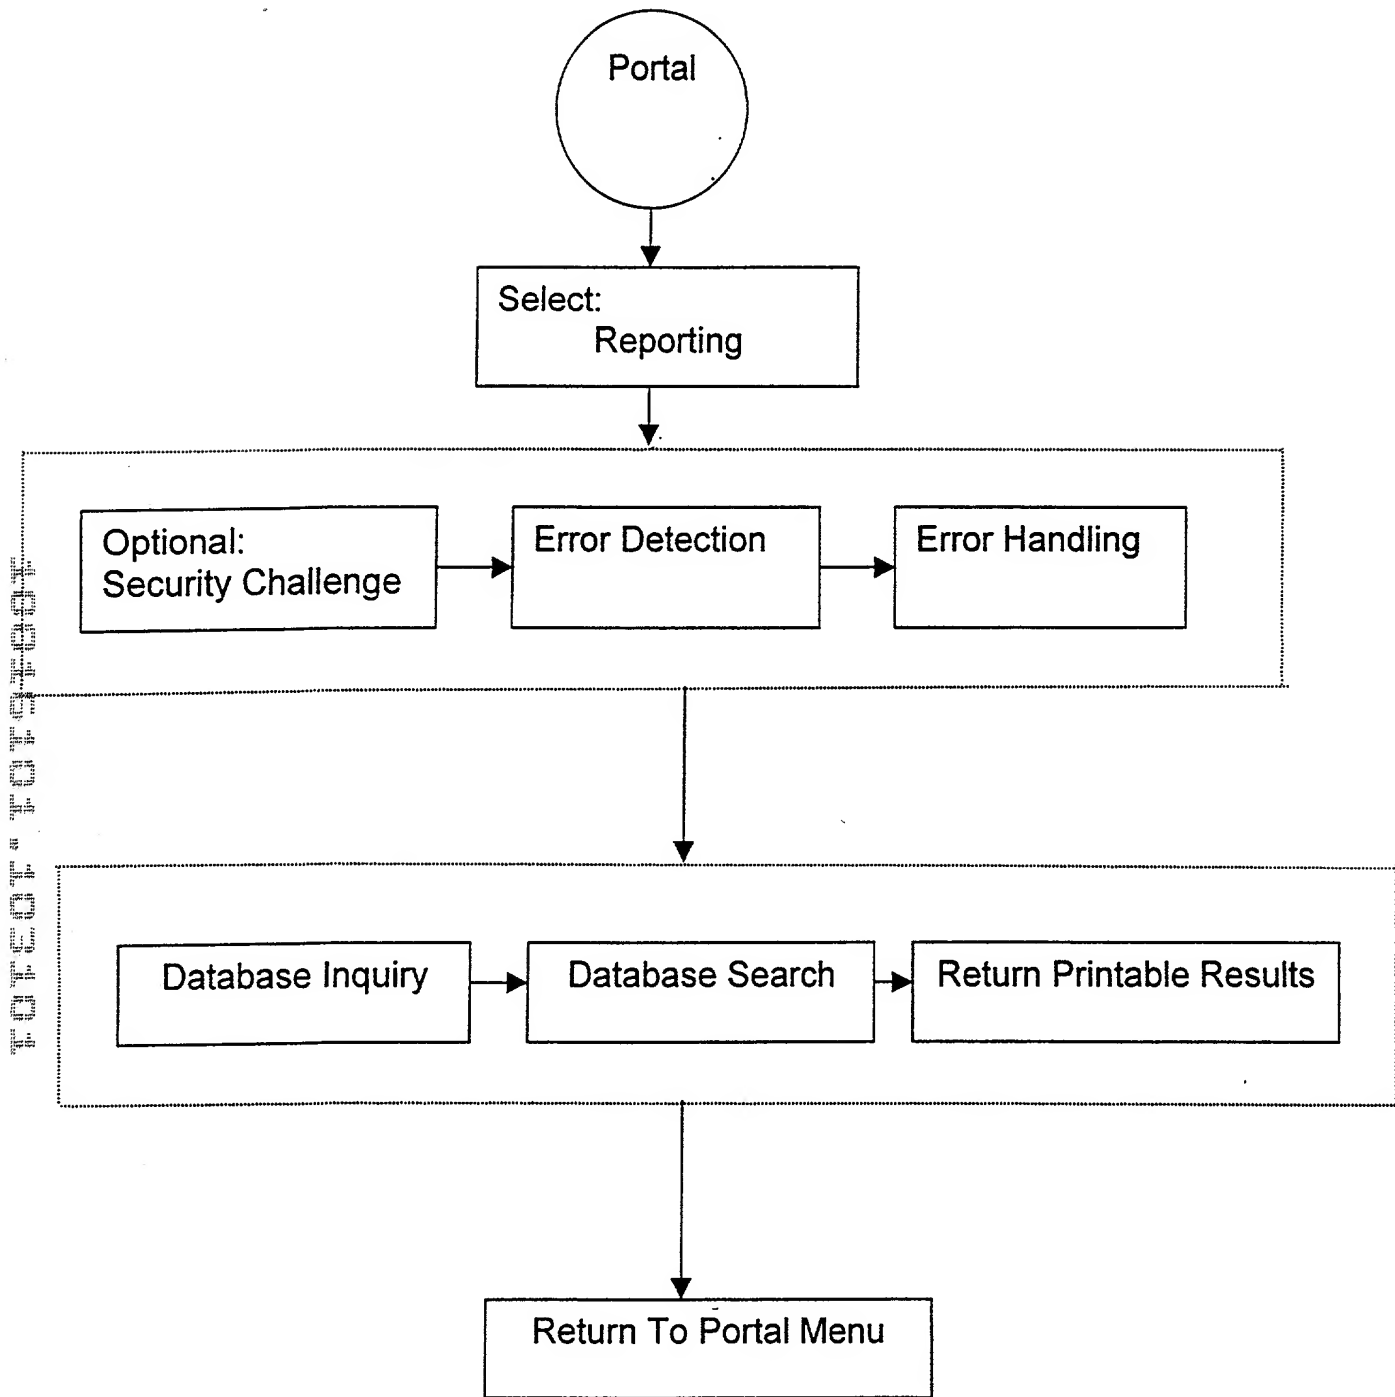 Portal
Select:
Reporting
Optional:
Security Challenge
Error Detection
Error Handling
Database Inquiry
Database Search
Return Printable Results
Return To Portal Menu